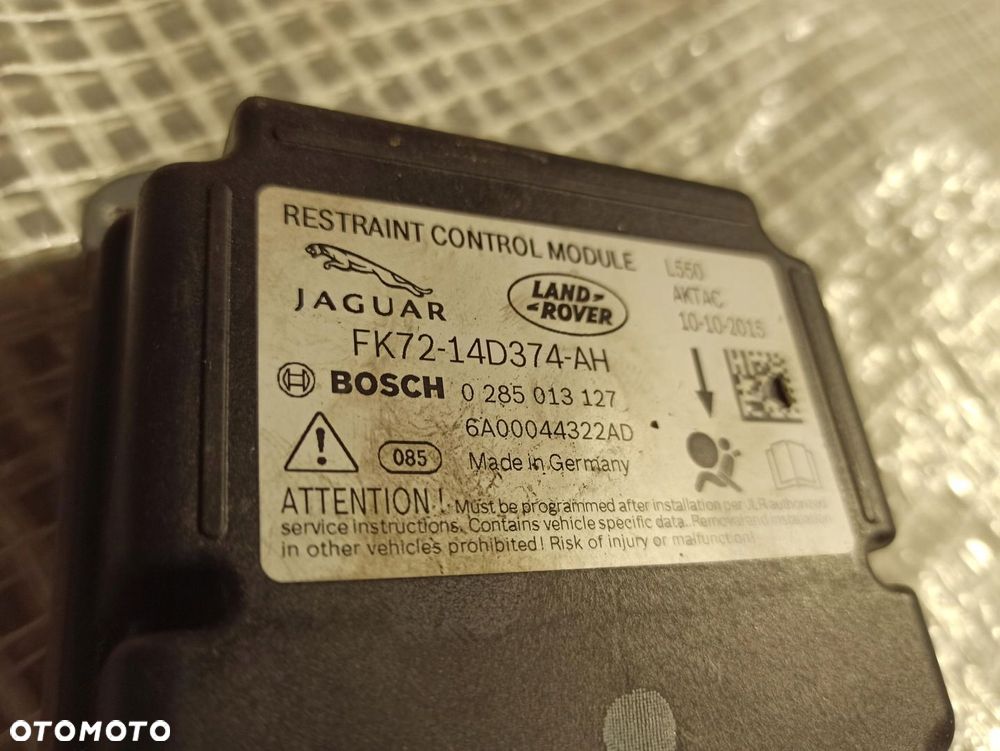 RESTRAINT CONTROL MODULE
L550
AKTAC
10-10-2015
JAGUAR
LAND-
-ROVER
FK72-14D374-AH
BOSCH 0 285 013 127
6A00044322AD
085 Made in Germany
ATTENTION! Must be programmed after installation per JLR authorized
service instructions. Contains vehicle specific data. Removal and installation
in other vehicles prohibited! Risk of injury or malfunction!
OTOMOTO